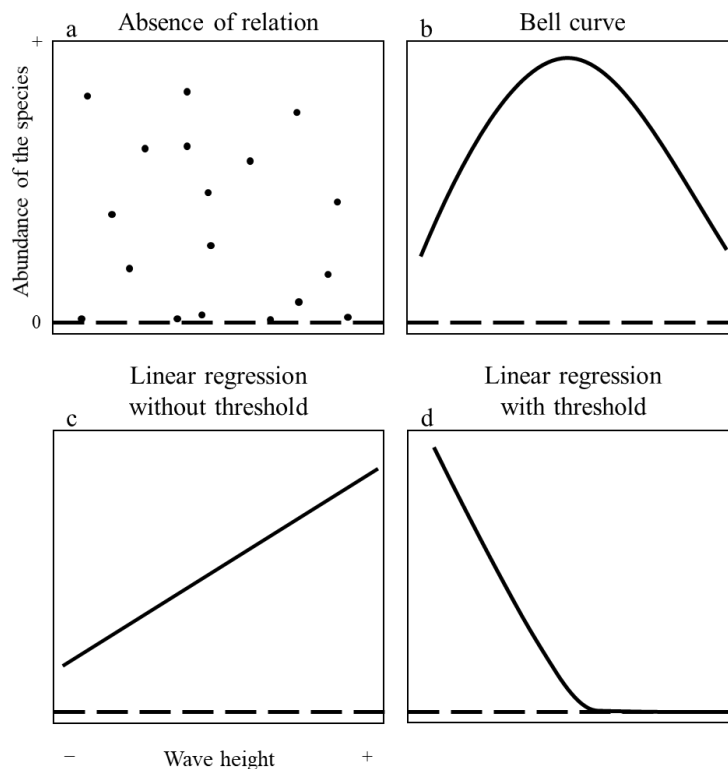 a
Absence of relation
b
Bell curve
+
Abundance of the species
0
Linear regression
without threshold
Linear regression
with threshold
c
d
−
Wave height
+